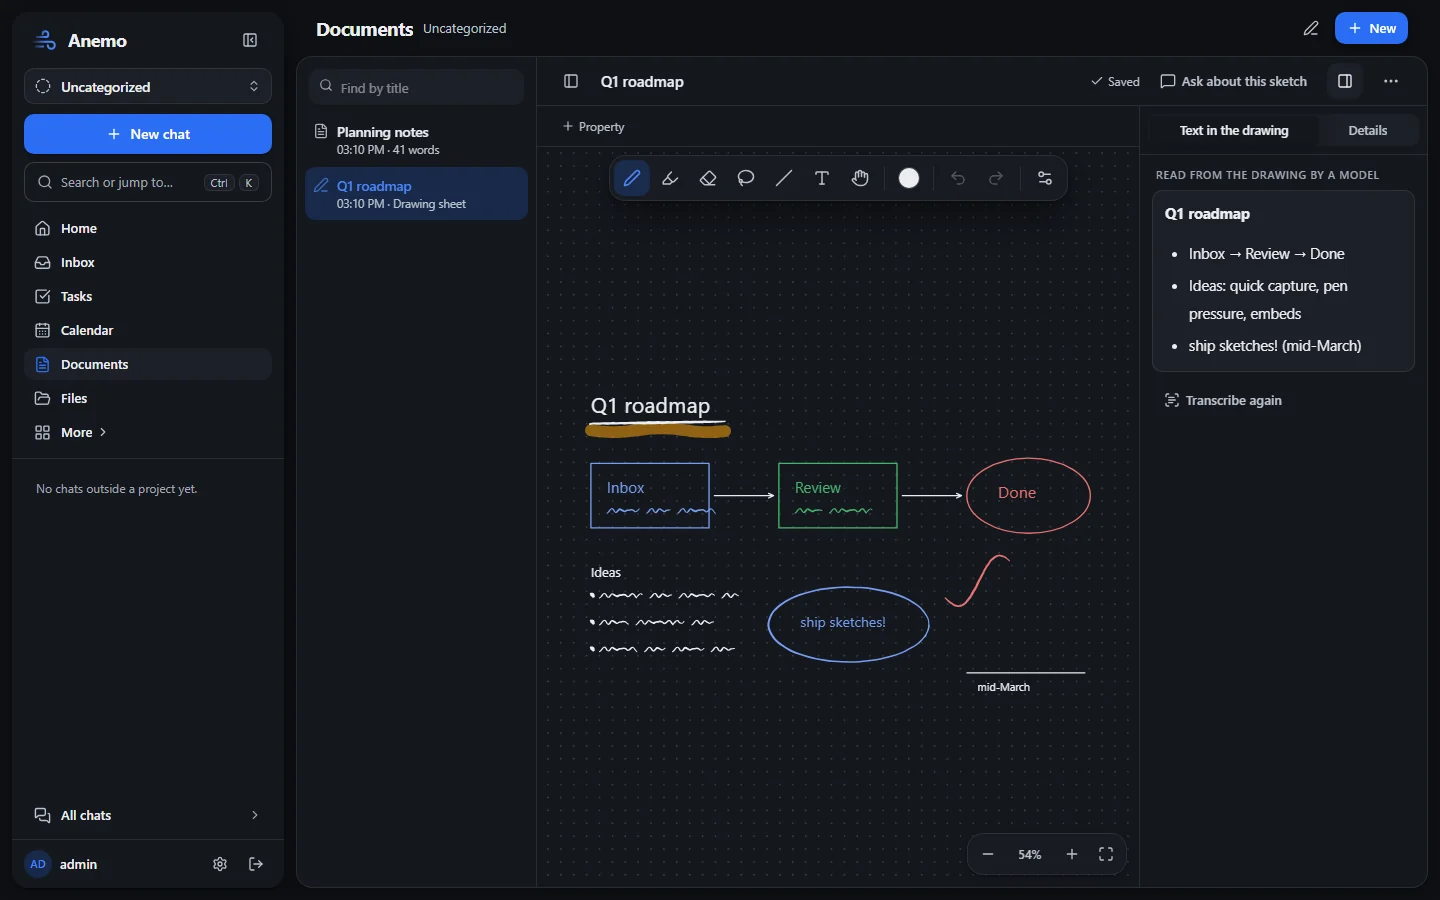 Anemo
Uncategorized
+ New chat
Search or jump to... Ctrl K
Home
Inbox
Tasks
Calendar
Documents
Files
More
No chats outside a project yet.
All chats
AD admin
Documents Uncategorized
+ New
Find by title
Planning notes
03:10 PM · 41 words
Q1 roadmap
03:10 PM · Drawing sheet
Q1 roadmap
Saved
Ask about this sketch
+ Property
Q1 roadmap
Inbox
Review
Done
Ideas
ship sketches!
mid-March
54%
Text in the drawing
Details
READ FROM THE DRAWING BY A MODEL
Q1 roadmap
• Inbox → Review → Done
• Ideas: quick capture, pen
pressure, embeds
• ship sketches! (mid-March)
Transcribe again